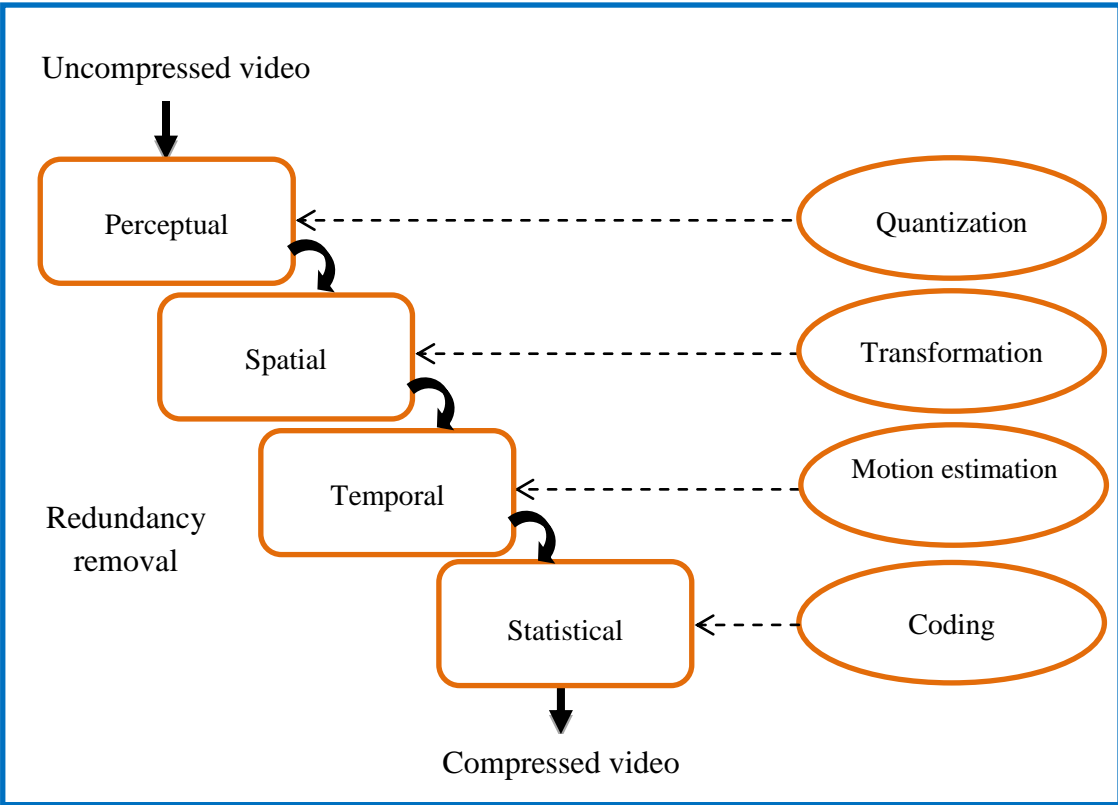 Uncompressed video
Perceptual
Quantization
Spatial
Transformation
Temporal
Motion estimation
Redundancy
removal
Statistical
Coding
Compressed video